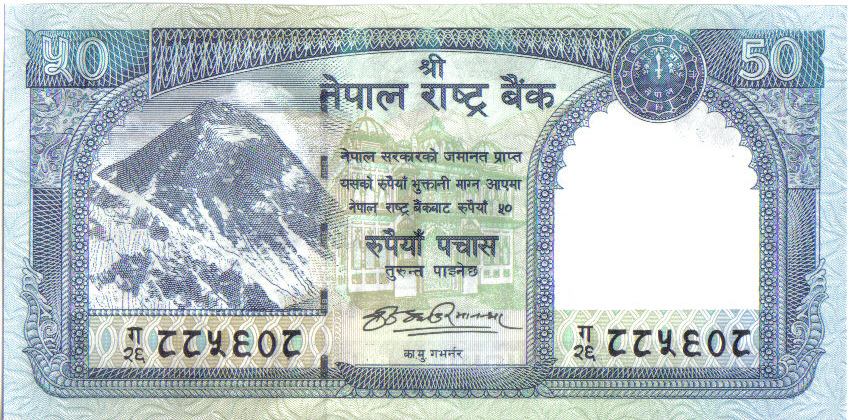 ५०
50
श्री
नेपाल राष्ट्र बैंक
नेपाल सरकारको जमानत प्राप्त
यसको रुपैयाँ भुक्तानी माग्न आएमा
नेपाल राष्ट्र बैंकबाट रुपैयाँ ५०
रुपैयाँ पचास
तुरुन्त पाइनेछ
का मु गभर्नर
ग
२६ ८८५६०८
ग
२६ ८८५६०८